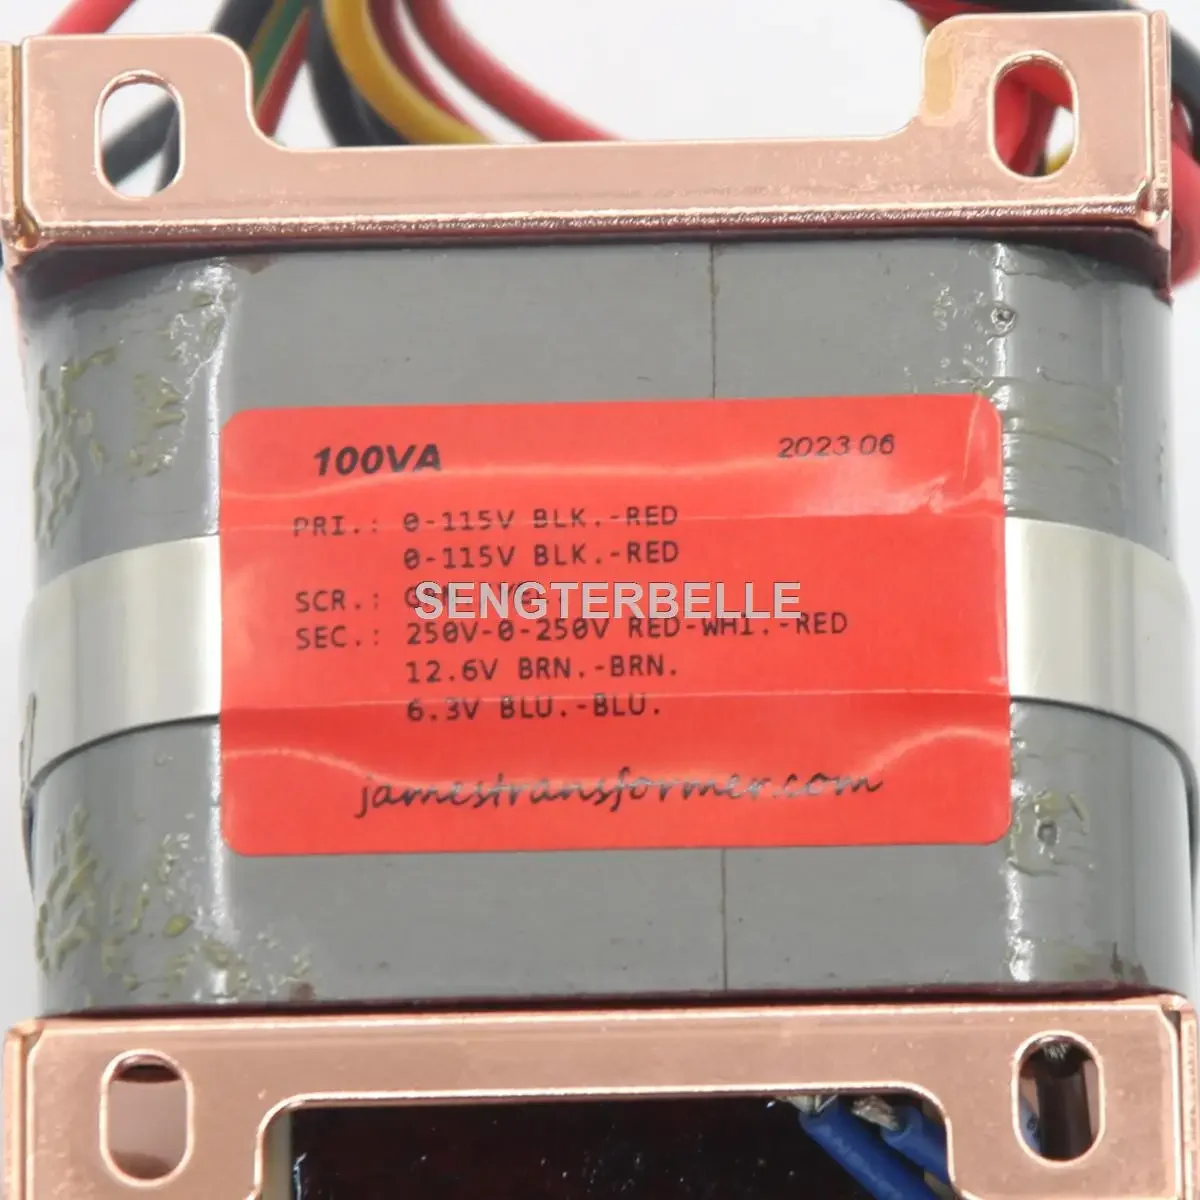 100VA 2023 06
PRI.: 0-115V BLK.-RED
0-115V BLK.-RED
SCR.:
SENGTERBELLE
SEC.: 250V-0-250V RED-WHI.-RED
12.6V BRN.-BRN.
6.3V BLU.-BLU.
jamestransformer.com